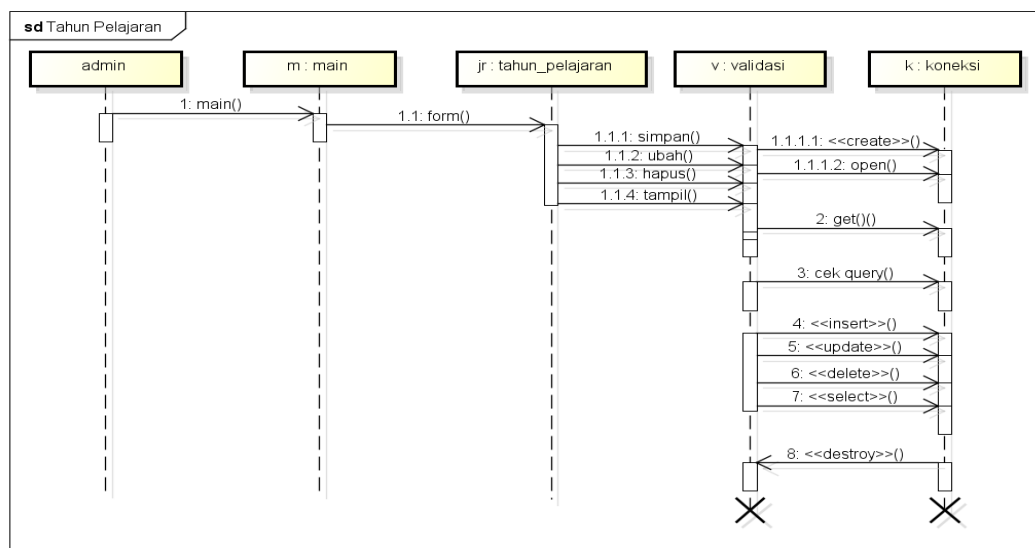 sd Tahun Pelajaran
admin
m : main
jr : tahun_pelajaran
v : validasi
k : koneksi
1: main()
1.1: form()
1.1.1: simpan()
1.1.1.1: <<create>>()
1.1.2: ubah()
1.1.1.2: open()
1.1.3: hapus()
1.1.4: tampil()
2: get()()
3: cek query()
4: <<insert>>()
5: <<update>>()
6: <<delete>>()
7: <<select>>()
8: <<destroy>>()